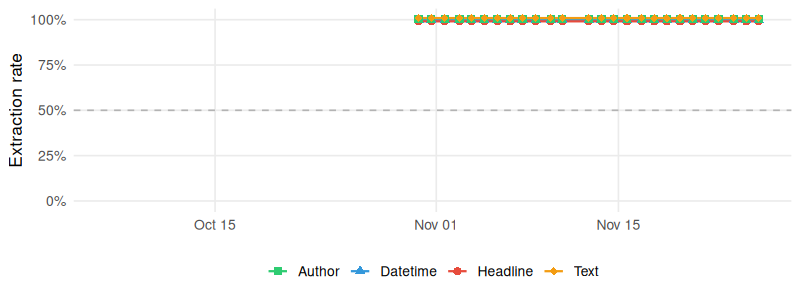 Extraction rate
100%
75%
50%
25%
0%
Oct 15 Nov 01 Nov 15
Author Datetime Headline Text